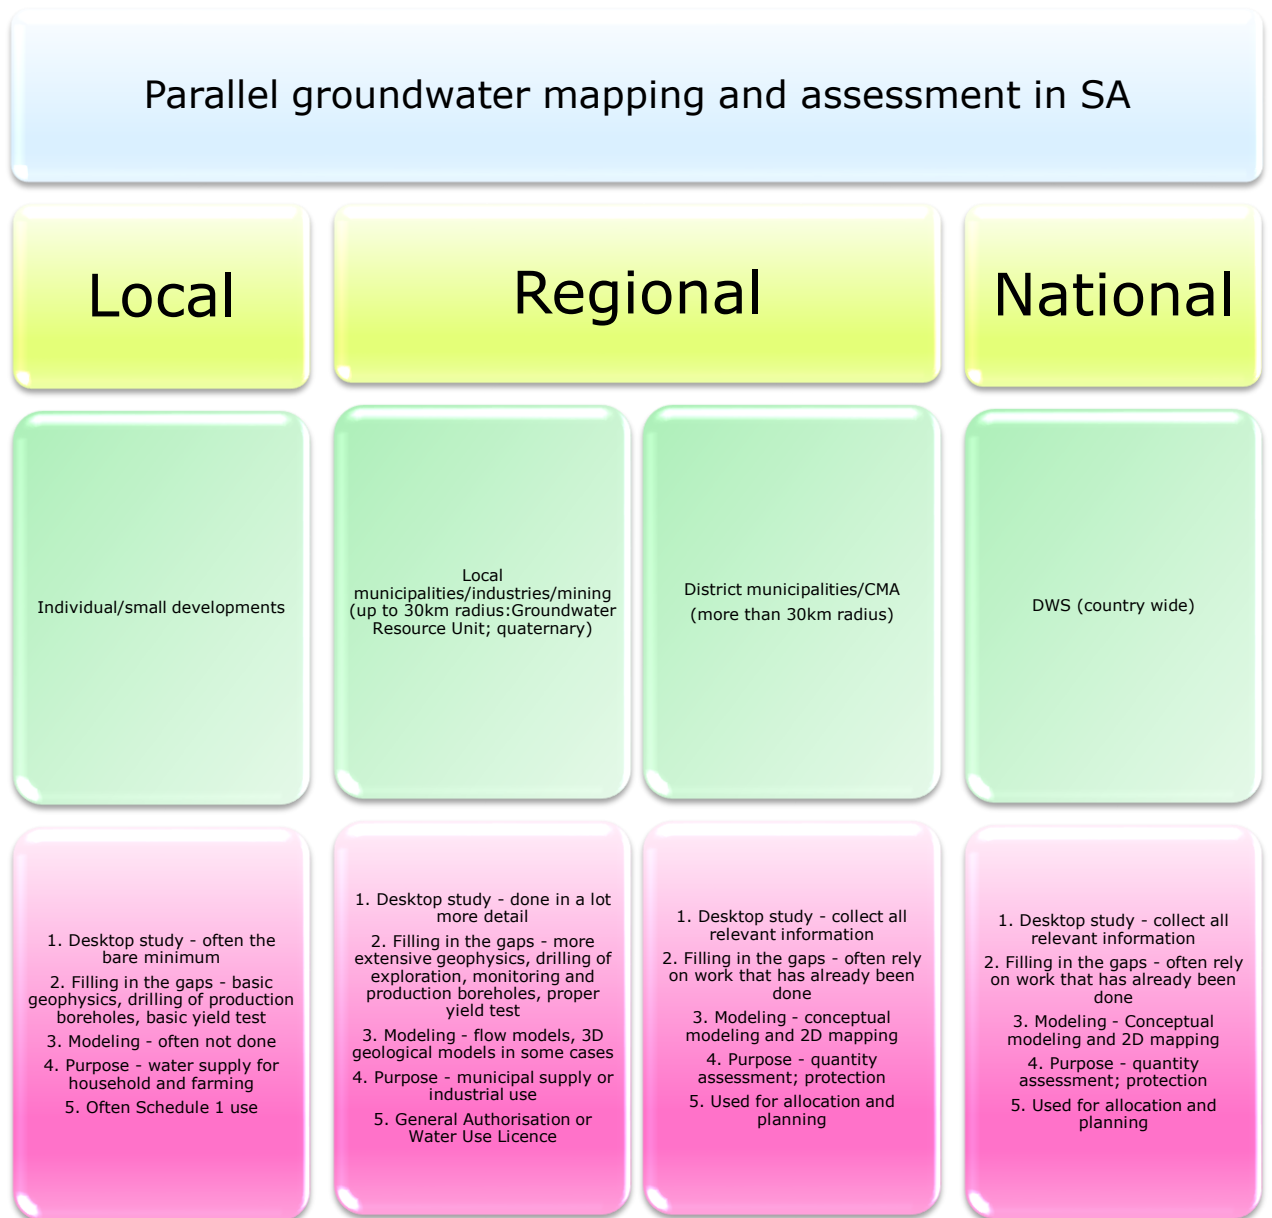 Parallel groundwater mapping and assessment in SA
Local
Regional
National
Individual/small developments
Local
municipalities/industries/mining
(up to 30km radius:Groundwater
Resource Unit; quaternary)
District municipalities/CMA
(more than 30km radius)
DWS (country wide)
1. Desktop study - often the
bare minimum
2. Filling in the gaps - basic
geophysics, drilling of production
boreholes, basic yield test
3. Modeling - often not done
4. Purpose - water supply for
household and farming
5. Often Schedule 1 use
1. Desktop study - done in a lot
more detail
2. Filling in the gaps - more
extensive geophysics, drilling of
exploration, monitoring and
production boreholes, proper
yield test
3. Modeling - flow models, 3D
geological models in some cases
4. Purpose - municipal supply or
industrial use
5. General Authorisation or
Water Use Licence
1. Desktop study - collect all
relevant information
2. Filling in the gaps - often rely
on work that has already been
done
3. Modeling - conceptual
modeling and 2D mapping
4. Purpose - quantity
assessment; protection
5. Used for allocation and
planning
1. Desktop study - collect all
relevant information
2. Filling in the gaps - often rely
on work that has already been
done
3. Modeling - Conceptual
modeling and 2D mapping
4. Purpose - quantity
assessment; protection
5. Used for allocation and
planning